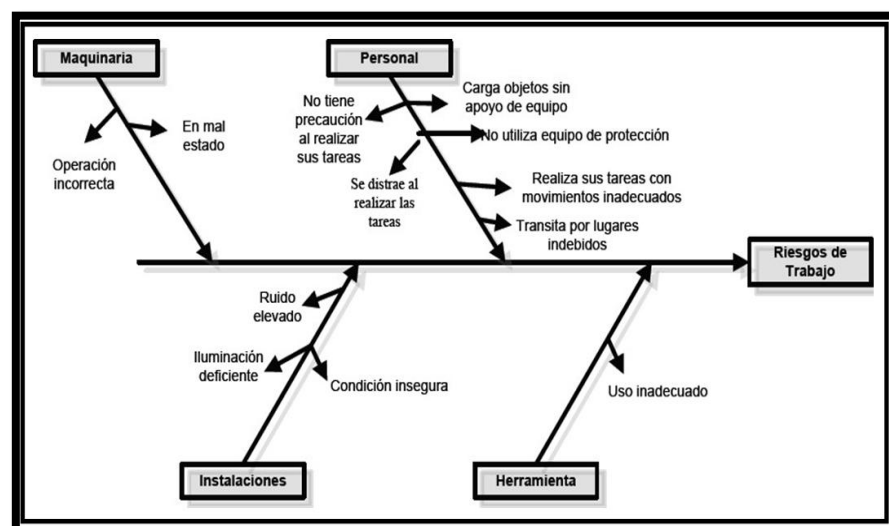 Maquinaria
Personal
Operación
incorrecta
En mal
estado
No tiene
precaución
al realizar
sus tareas
Carga objetos sin
apoyo de equipo
No utiliza equipo de protección
Se distrae al
realizar las
tareas
Realiza sus tareas con
movimientos inadecuados
Transita por lugares
indebidos
Riesgos de
Trabajo
Ruido
elevado
Iluminación
deficiente
Condición insegura
Uso inadecuado
Instalaciones
Herramienta